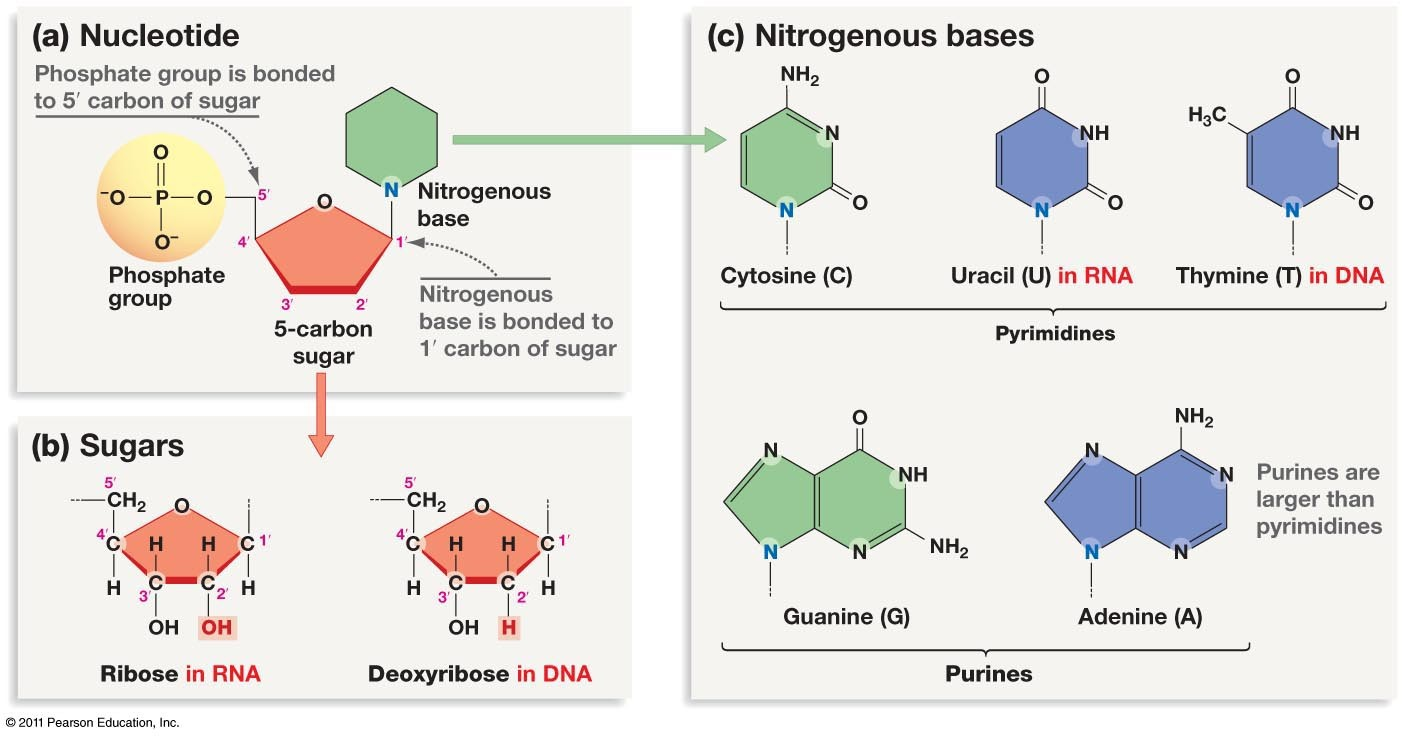 (a) Nucleotide
Phosphate group is bonded
to 5′ carbon of sugar
O
⁻O P O
O⁻
5′
4′
O
1′
3′
2′
N
Nitrogenous
base
Phosphate
group
5-carbon
sugar
Nitrogenous
base is bonded to
1′ carbon of sugar
(b) Sugars
5′
CH₂
O
4′
C
H
H
C
1′
H
C
C
H
3′
2′
OH
OH
Ribose in RNA
5′
CH₂
O
4′
C
H
H
C
1′
H
C
C
H
3′
2′
OH
H
Deoxyribose in DNA
(c) Nitrogenous bases
NH₂
N
O
N
Cytosine (C)
O
NH
O
N
Uracil (U) in RNA
O
H₃C
NH
O
N
Thymine (T) in DNA
Pyrimidines
O
N
NH
N
N
NH₂
Guanine (G)
NH₂
N
N
N
N
Adenine (A)
Purines are
larger than
pyrimidines
Purines
© 2011 Pearson Education, Inc.